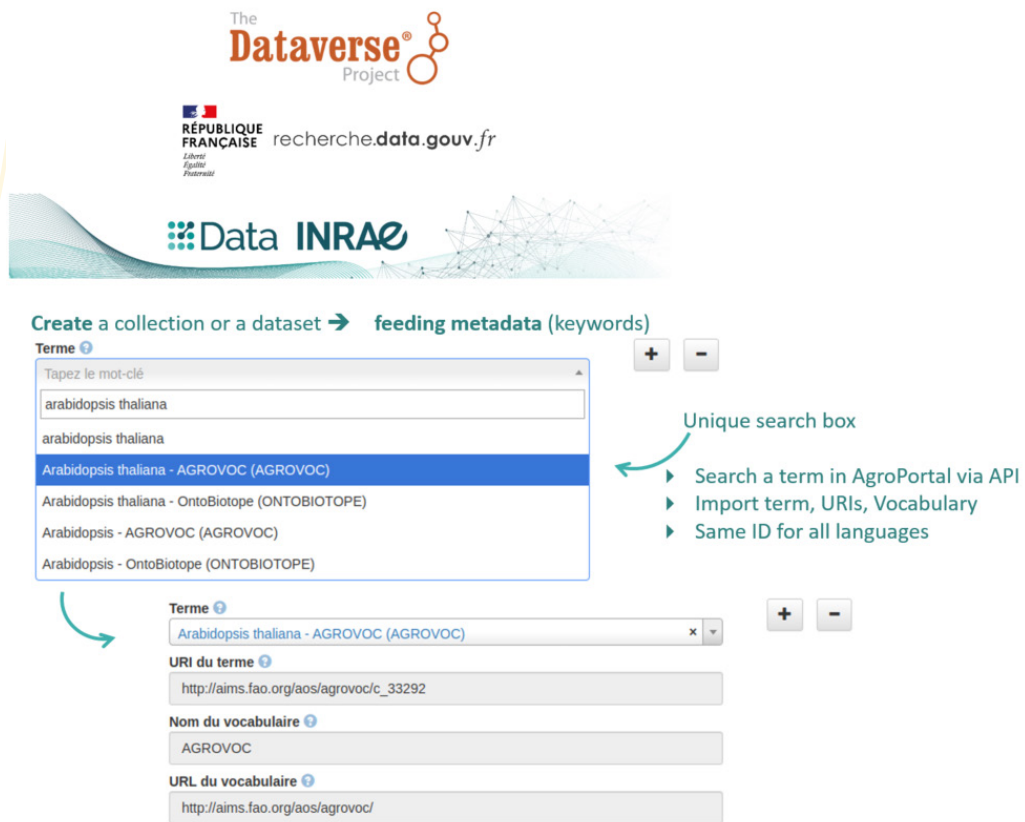 The
Dataverse®
Project
RÉPUBLIQUE
FRANÇAISE
Liberté
Égalité
Fraternité
recherche.data.gouv.fr
Data INRAE
Create a collection or a dataset ➔ feeding metadata (keywords)
Terme ?
+ −
Tapez le mot-clé
arabidopsis thaliana
arabidopsis thaliana
Arabidopsis thaliana - AGROVOC (AGROVOC)
Arabidopsis thaliana - OntoBiotope (ONTOBIOTOPE)
Arabidopsis - AGROVOC (AGROVOC)
Arabidopsis - OntoBiotope (ONTOBIOTOPE)
Unique search box
Search a term in AgroPortal via API
Import term, URIs, Vocabulary
Same ID for all languages
Terme ?
+ −
Arabidopsis thaliana - AGROVOC (AGROVOC) ×
URI du terme ?
http://aims.fao.org/aos/agrovoc/c_33292
Nom du vocabulaire ?
AGROVOC
URL du vocabulaire ?
http://aims.fao.org/aos/agrovoc/